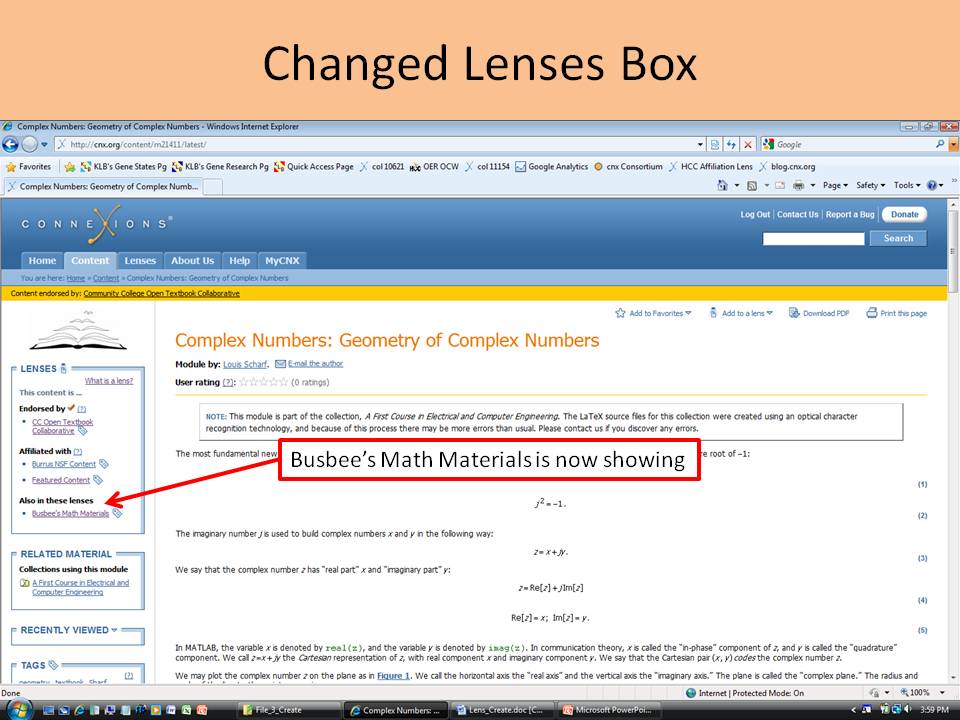 Changed Lenses Box
Complex Numbers: Geometry of Complex Numbers - Windows Internet Explorer
http://cnx.org/content/m21411/latest/
Google
Favorites KLB's Gene States Pg KLB's Gene Research Pg Quick Access Page col 10621 OER OCW col 11154 Google Analytics cnx Consortium HCC Affiliation Lens blog.cnx.org
Complex Numbers: Geometry of Complex Numb...
Page Safety Tools
CONNEXIONS®
Log Out | Contact Us | Report a Bug Donate
Search
Home Content Lenses About Us Help MyCNX
You are here: Home » Content » Complex Numbers: Geometry of Complex Numbers
Content endorsed by: Community College Open Textbook Collaborative
Add to Favorites Add to a lens Download PDF Print this page
LENSES
What is a lens?
This content is ...
Endorsed by (?)
CC Open Textbook
Collaborative
Affiliated with (?)
Burrus NSF Content
Featured Content
Also in these lenses
Busbee's Math Materials
RELATED MATERIAL
Collections using this module
A First Course in Electrical and
Computer Engineering
RECENTLY VIEWED
TAGS
(?)
geometry, textbook, Scharf
Complex Numbers: Geometry of Complex Numbers
Module by: Louis Scharf. E-mail the author
User rating (?): (0 ratings)
NOTE: This module is part of the collection, A First Course in Electrical and Computer Engineering. The LaTeX source files for this collection were created using an optical character
recognition technology, and because of this process there may be more errors than usual. Please contact us if you discover any errors.
The most fundamental new
re root of −1:
Busbee's Math Materials is now showing
(1)
j² = −1.
(2)
The imaginary number j is used to build complex numbers x and y in the following way:
z = x + jy.
(3)
We say that the complex number z has "real part" x and "imaginary part" y:
z = Re[z] + jIm[z]
(4)
Re[z] = x; Im[z] = y.
(5)
In MATLAB, the variable x is denoted by real(z), and the variable y is denoted by imag(z). In communication theory, x is called the "in-phase" component of z, and y is called the "quadrature"
component. We call z=x + jy the Cartesian representation of z, with real component x and imaginary component y. We say that the Cartesian pair (x, y) codes the complex number z.
We may plot the complex number z on the plane as in Figure 1. We call the horizontal axis the "real axis" and the vertical axis the "imaginary axis." The plane is called the "complex plane." The radius and
Done
Internet | Protected Mode: On
100%
File_3_Create
Complex Numbers: ...
Lens_Create.doc [C...
Microsoft PowerPoi...
3:59 PM